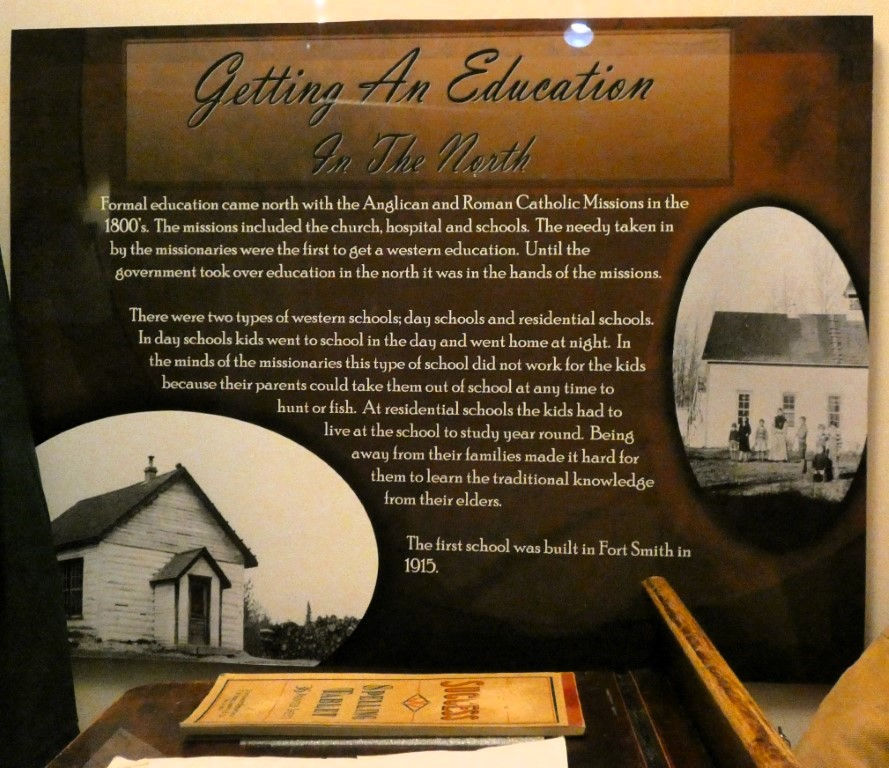 Getting An Education
In The North
Formal education came north with the Anglican and Roman Catholic Missions in the
1800's. The missions included the church, hospital and schools. The needy taken in
by the missionaries were the first to get a western education. Until the
government took over education in the north it was in the hands of the missions.
There were two types of western schools; day schools and residential schools.
In day schools kids went to school in the day and went home at night. In
the minds of the missionaries this type of school did not work for the kids
because their parents could take them out of school at any time to
hunt or fish. At residential schools the kids had to
live at the school to study year round. Being
away from their families made it hard for
them to learn the traditional knowledge
from their elders.
The first school was built in Fort Smith in
1915.
SUCCESS
SPELLING
TABLET